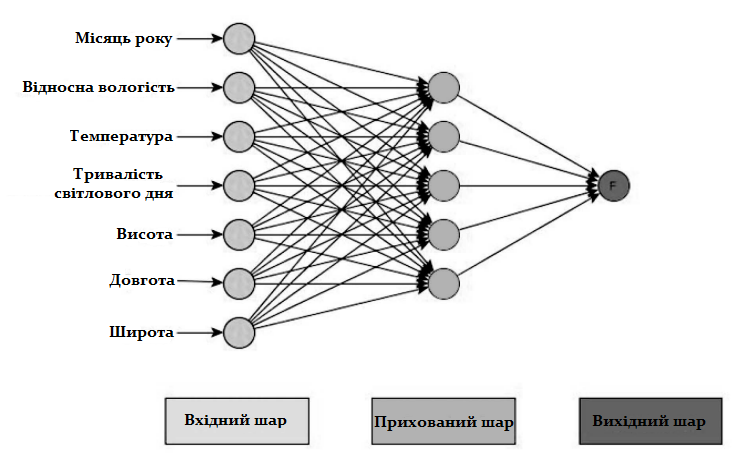 Місяць року
Відносна вологість
Температура
Тривалість
світлового дня
Висота
Довгота
Широта
F
Вхідний шар
Прихований шар
Вихідний шар